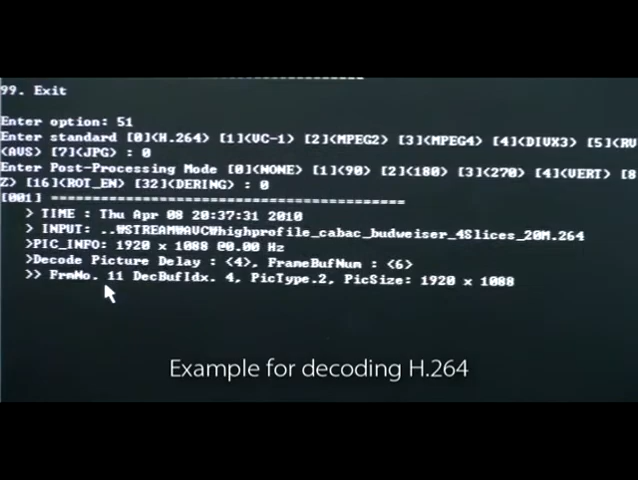 99. Exit
Enter option: 51
Enter standard [0]<H.264> [1]<VC-1> [2]<MPEG2> [3]<MPEG4> [4]<DIVX3> [5]<RV
<AVS> [7]<JPG> : 0
Enter Post-Processing Mode [0]<NONE> [1]<90> [2]<180> [3]<270> [4]<VERT> [8
Z> [16]<ROT_EN> [32]<DERING> : 0
[001] ==========================================
> TIME : Thu Apr 08 20:37:31 2010
> INPUT: ..₩STREAM₩AVC₩highprofile_cabac_budweiser_4Slices_20M.264
>PIC_INFO: 1920 x 1088 @0.00 Hz
>Decode Picture Delay : <4>, FrameBufNum : <6>
>> FrmNo. 11 DecBufIdx. 4, PicType.2, PicSize: 1920 x 1088
Example for decoding H.264